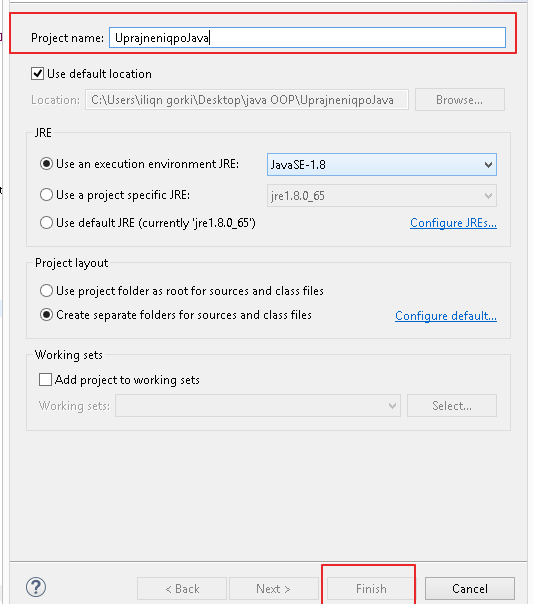 Project name: UprajneniqpoJava
Use default location
Location: C:\Users\iliqn gorki\Desktop\java OOP\UprajneniqpoJava Browse...
JRE
Use an execution environment JRE: JavaSE-1.8
Use a project specific JRE: jre1.8.0_65
Use default JRE (currently 'jre1.8.0_65') Configure JREs...
Project layout
Use project folder as root for sources and class files
Create separate folders for sources and class files Configure default...
Working sets
Add project to working sets
Working sets: Select...
? < Back Next > Finish Cancel